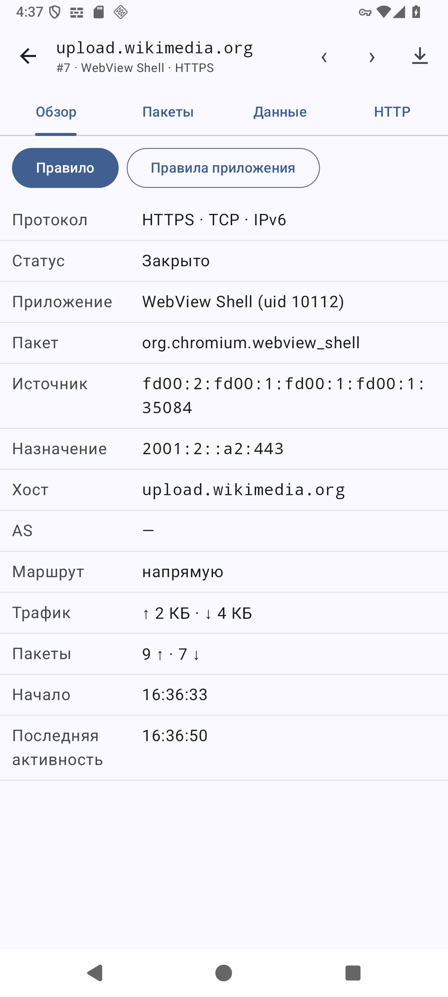 4:37
upload.wikimedia.org
#7 · WebView Shell · HTTPS
Обзор Пакеты Данные HTTP
Правило Правила приложения
Протокол HTTPS · TCP · IPv6
Статус Закрыто
Приложение WebView Shell (uid 10112)
Пакет org.chromium.webview_shell
Источник fd00:2:fd00:1:fd00:1:fd00:1:
35084
Назначение 2001:2::a2:443
Хост upload.wikimedia.org
AS —
Маршрут напрямую
Трафик ↑ 2 КБ · ↓ 4 КБ
Пакеты 9 ↑ · 7 ↓
Начало 16:36:33
Последняя 16:36:50
активность